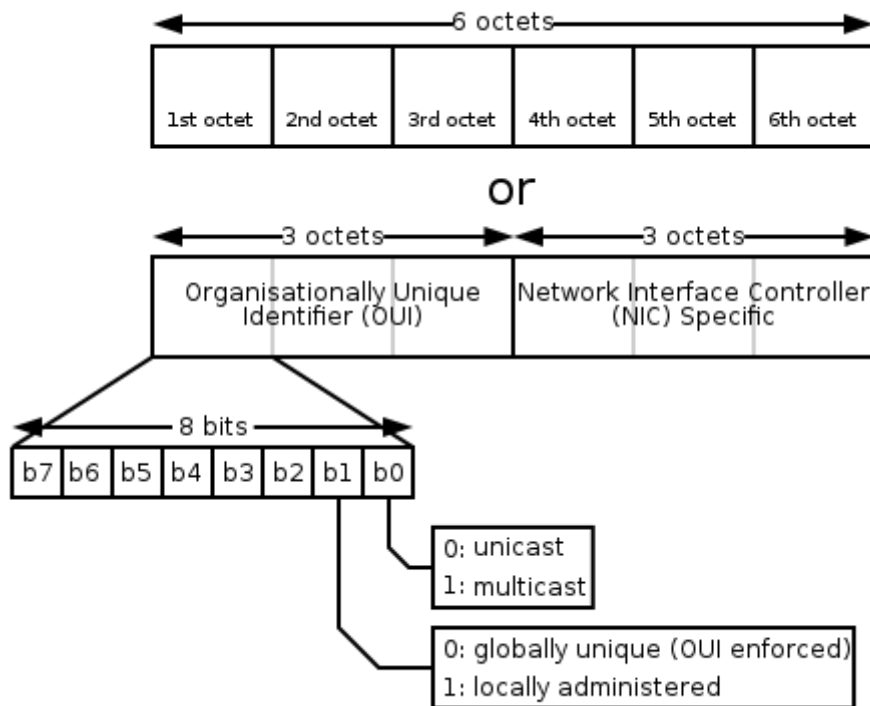 6 octets
1st octet 2nd octet 3rd octet 4th octet 5th octet 6th octet
or
3 octets 3 octets
Organisationally Unique
Identifier (OUI)
Network Interface Controller
(NIC) Specific
8 bits
b7 b6 b5 b4 b3 b2 b1 b0
0: unicast
1: multicast
0: globally unique (OUI enforced)
1: locally administered